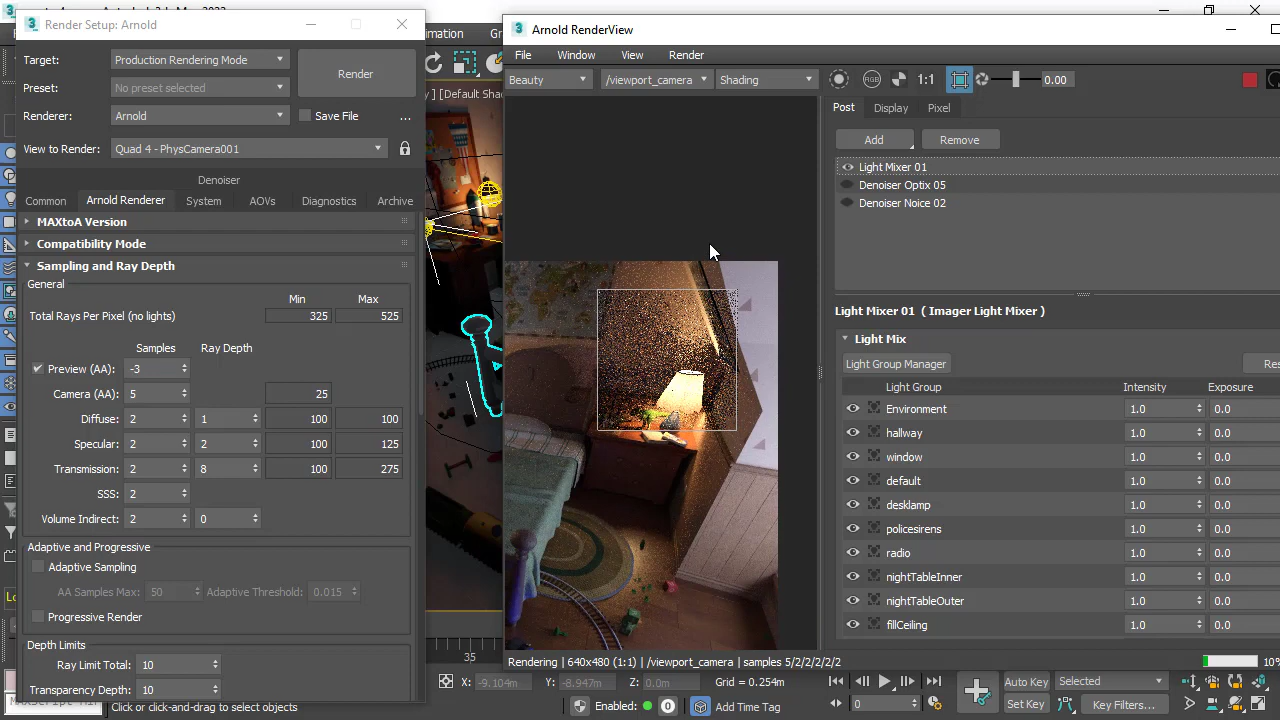 Render Setup: Arnold
Target:
Production Rendering Mode
Preset:
No preset selected
Render
Renderer:
Arnold
Save File
...
View to Render:
Quad 4 - PhysCamera001
Denoiser
Common
Arnold Renderer
System
AOVs
Diagnostics
Archive
MAXtoA Version
Compatibility Mode
Sampling and Ray Depth
General
Min
Max
Total Rays Per Pixel (no lights)
325
525
Samples
Ray Depth
Preview (AA):
-3
Camera (AA):
5
25
Diffuse:
2
1
100
100
Specular:
2
2
100
125
Transmission:
2
8
100
275
SSS:
2
Volume Indirect:
2
0
Adaptive and Progressive
Adaptive Sampling
AA Samples Max:
50
Adaptive Threshold:
0.015
Progressive Render
Depth Limits
Ray Limit Total:
10
Transparency Depth:
10
Arnold RenderView
File
Window
View
Render
Beauty
/viewport_camera
Shading
RGB
1:1
0.00
Post
Display
Pixel
Add
Remove
Light Mixer 01
Denoiser Optix 05
Denoiser Noice 02
Light Mixer 01 ( Imager Light Mixer )
Light Mix
Light Group Manager
Light Group
Intensity
Exposure
Environment
1.0
0.0
hallway
1.0
0.0
window
1.0
0.0
default
1.0
0.0
desklamp
1.0
0.0
policesirens
1.0
0.0
radio
1.0
0.0
nightTableInner
1.0
0.0
nightTableOuter
1.0
0.0
fillCeiling
1.0
0.0
Rendering | 640x480 (1:1) | /viewport_camera | samples 5/2/2/2/2/2
10%
35
X:
-9.104m
Y:
-8.947m
Z:
0.0m
Grid = 0.254m
Auto Key
Selected
Set Key
Key Filters...
Click or click-and-drag to select objects
Enabled:
0
Add Time Tag
0